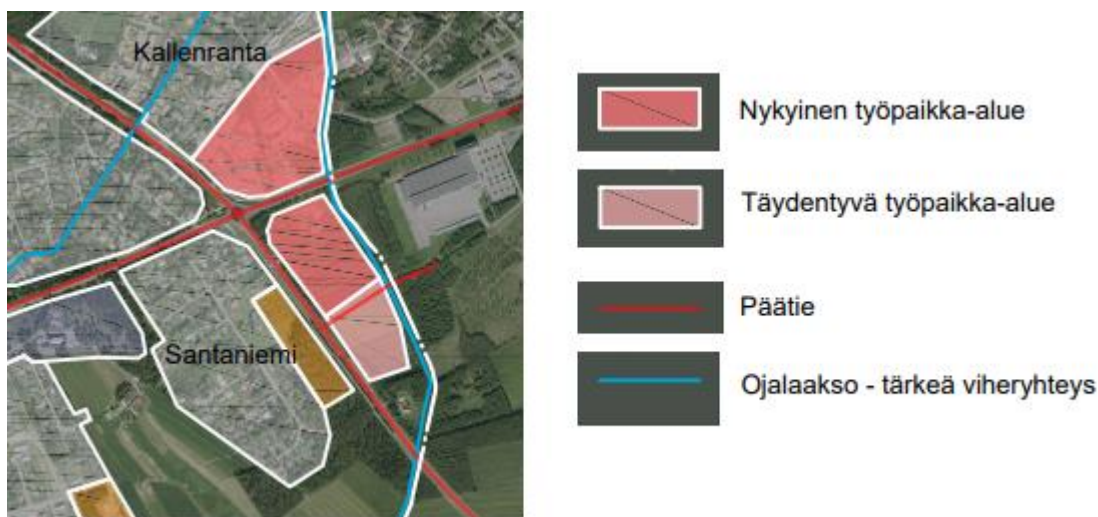 Kallenranta
Santaniemi
Nykyinen työpaikka-alue
Täydentyvä työpaikka-alue
Päätie
Ojalaakso - tärkeä viheryhteys